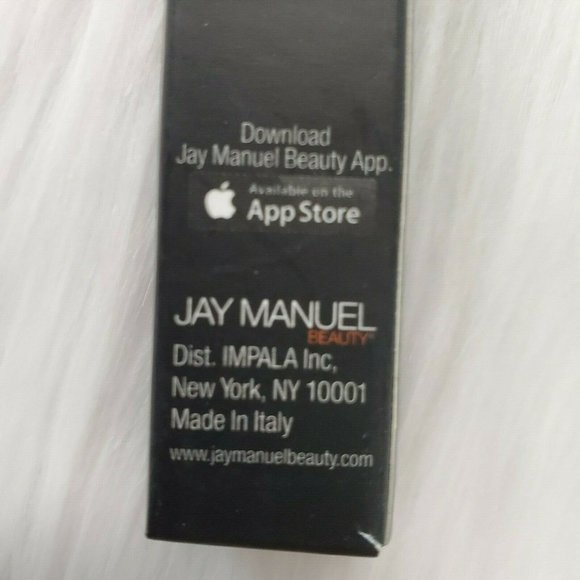 Download
Jay Manuel Beauty App.
Available on the
App Store
JAY MANUEL
BEAUTY™
Dist. IMPALA Inc,
New York, NY 10001
Made In Italy
www.jaymanuelbeauty.com